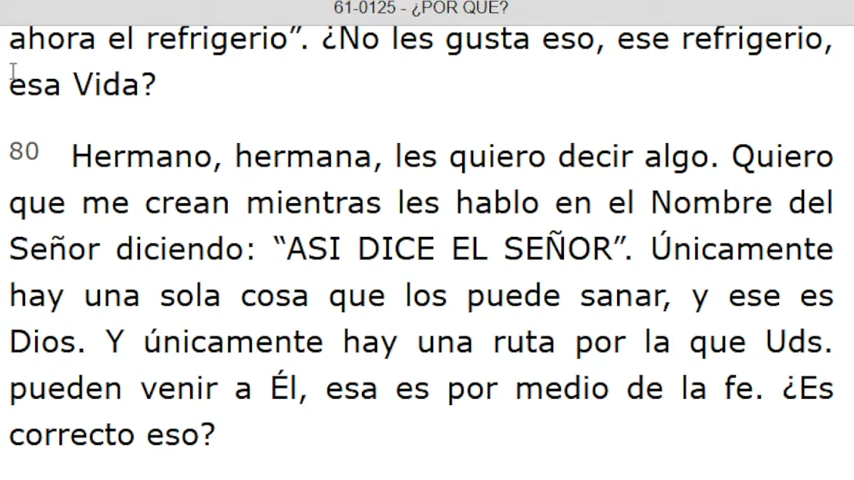 61-0125 - ¿POR QUÉ?
ahora el refrigerio”. ¿No les gusta eso, ese refrigerio,
esa Vida?
80 Hermano, hermana, les quiero decir algo. Quiero
que me crean mientras les hablo en el Nombre del
Señor diciendo: “ASI DICE EL SEÑOR”. Únicamente
hay una sola cosa que los puede sanar, y ese es
Dios. Y únicamente hay una ruta por la que Uds.
pueden venir a Él, esa es por medio de la fe. ¿Es
correcto eso?